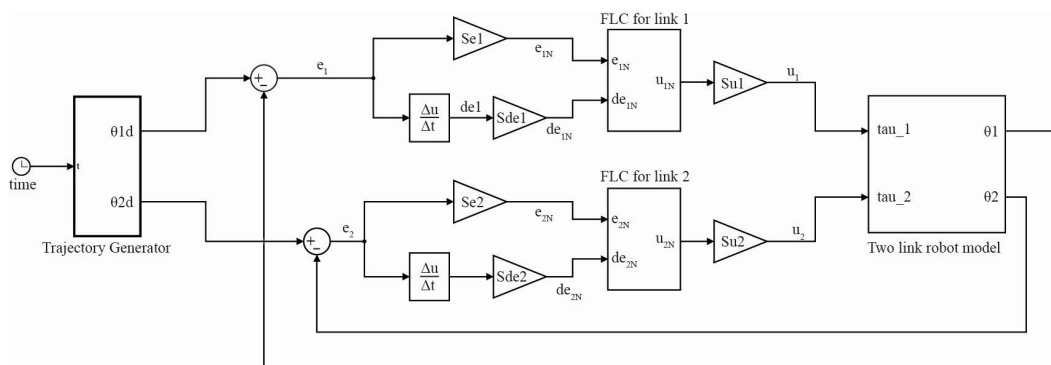 FLC for link 1
Se1
e₁
e₁N
e₁N
u₁N
Su1
u₁
+
−
θ1d
Δu
Δt
de1
Sde1
de₁N
de₁N
tau_1
θ1
t
time
θ2d
FLC for link 2
Se2
e₂N
e₂N
tau_2
θ2
e₂
u₂N
Su2
u₂
+
−
Trajectory Generator
Two link robot model
Δu
Δt
Sde2
de₂N
de₂N